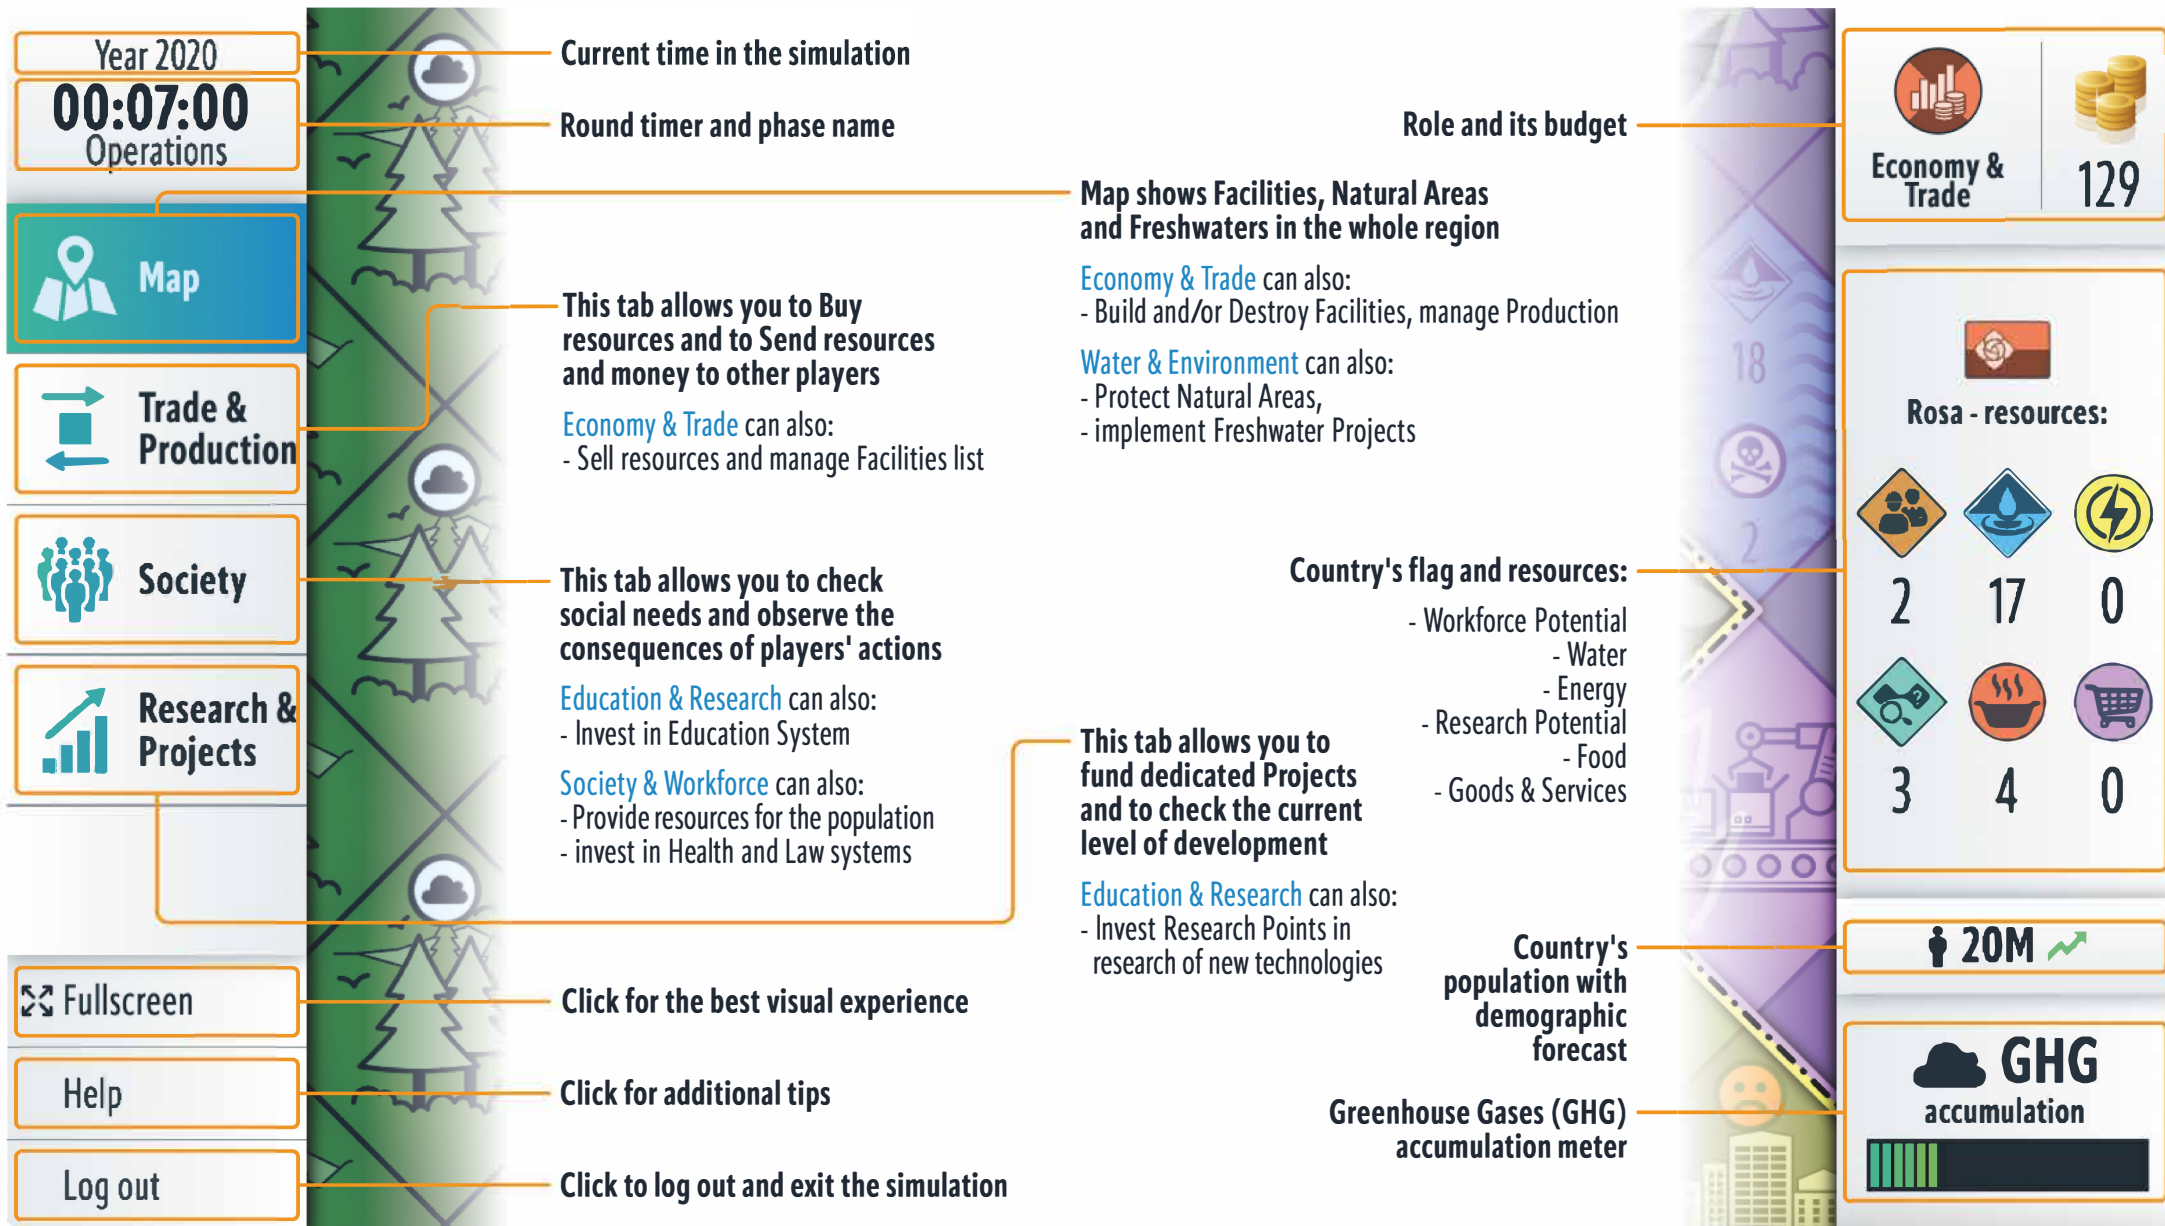 Year 2020
00:07:00
Operations
Map
Trade &
Production
Society
Research &
Projects
Fullscreen
Help
Log out
Current time in the simulation
Round timer and phase name
This tab allows you to Buy
resources and to Send resources
and money to other players
Economy & Trade can also:
- Sell resources and manage Facilities list
This tab allows you to check
social needs and observe the
consequences of players' actions
Education & Research can also:
- Invest in Education System
Society & Workforce can also:
- Provide resources for the population
- invest in Health and Law systems
Click for the best visual experience
Click for additional tips
Click to log out and exit the simulation
Map shows Facilities, Natural Areas
and Freshwaters in the whole region
Economy & Trade can also:
- Build and/or Destroy Facilities, manage Production
Water & Environment can also:
- Protect Natural Areas,
- implement Freshwater Projects
This tab allows you to
fund dedicated Projects
and to check the current
level of development
Education & Research can also:
- Invest Research Points in
research of new technologies
Role and its budget
Country's flag and resources:
- Workforce Potential
- Water
- Energy
- Research Potential
- Food
- Goods & Services
Country's
population with
demographic
forecast
Greenhouse Gases (GHG)
accumulation meter
18
2
Economy &
Trade
129
Rosa - resources:
2 17 0
3 4 0
20M
GHG
accumulation